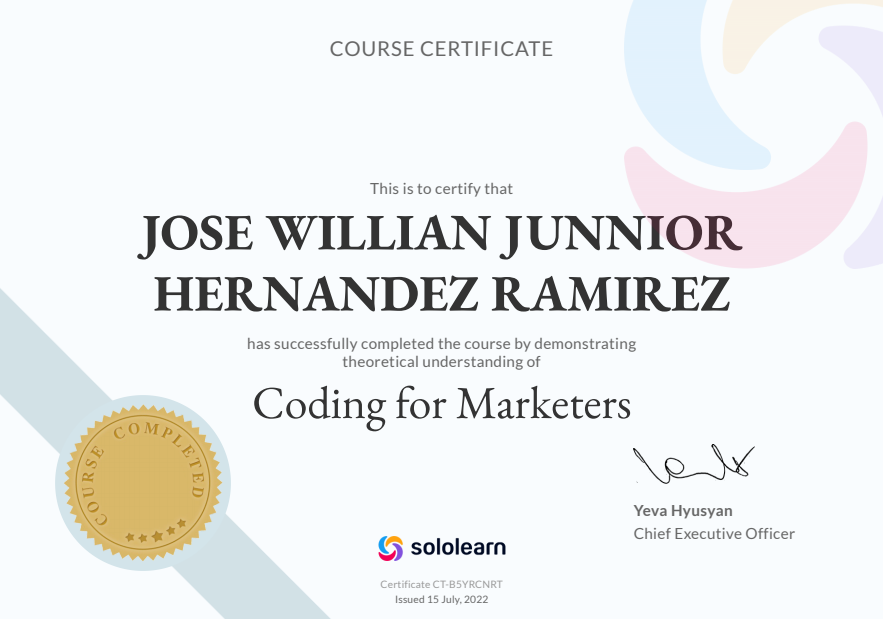 COURSE CERTIFICATE
This is to certify that
JOSE WILLIAN JUNNIOR
HERNANDEZ RAMIREZ
has successfully completed the course by demonstrating
theoretical understanding of
Coding for Marketers
COURSE COMPLETED
Yeva Hyusyan
Chief Executive Officer
sololearn
Certificate CT-B5YRCNRT
Issued 15 July, 2022